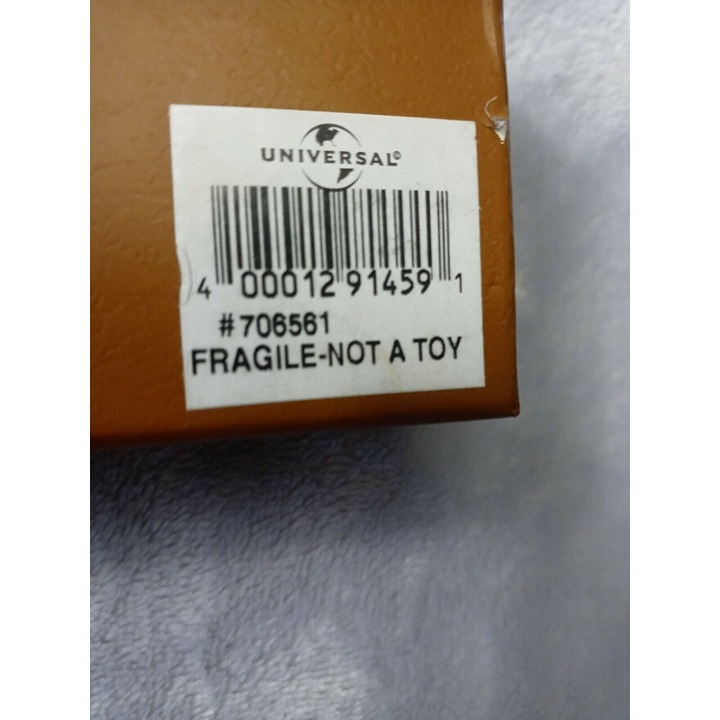 UNIVERSAL©
4 00012 91459 1
#706561
FRAGILE-NOT A TOY